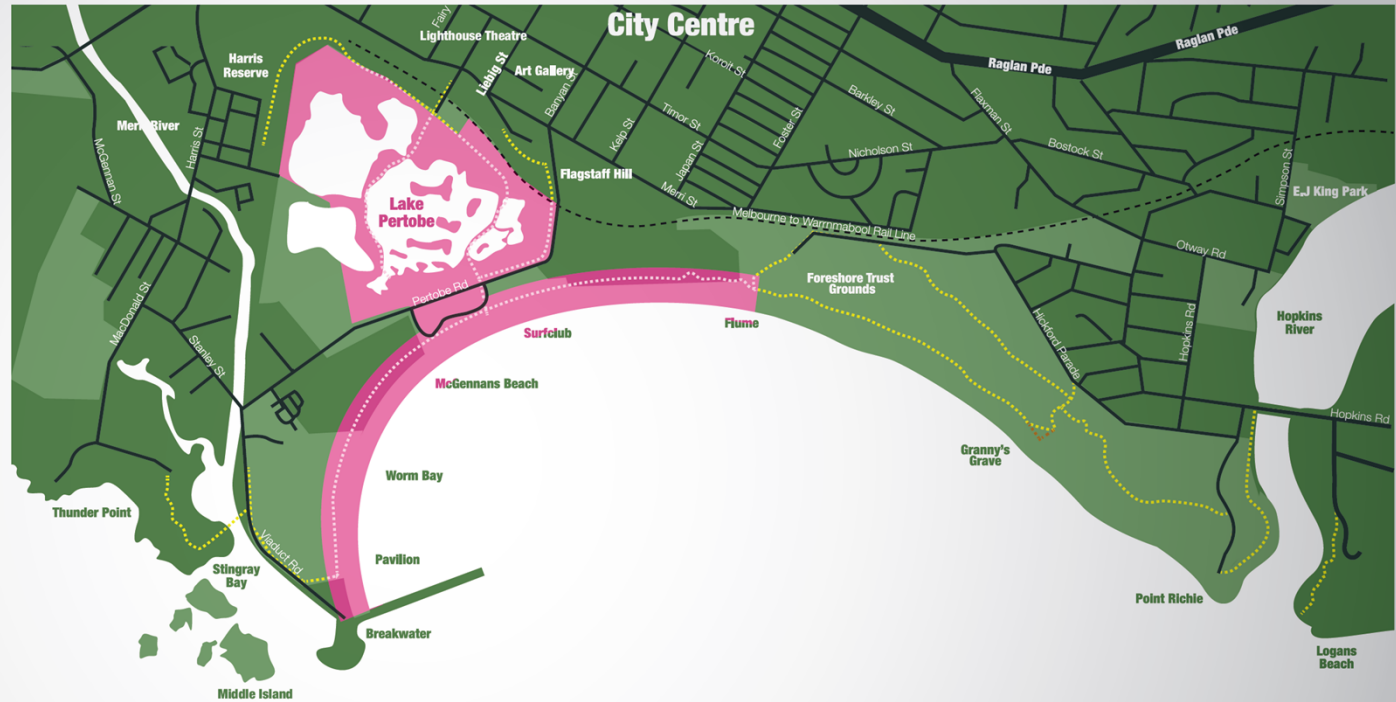 City Centre
Fairy
Lighthouse Theatre
Liebig St
Art Gallery
Banyan St
Koroit St
Raglan Pde
Raglan Pde
Harris
Reserve
Merri River
Harris St
McGennan St
Kelp St
Timor St
Japan St
Foster St
Barkley St
Flaxman St
Nicholson St
Bostock St
Simpson St
E.J King Park
Flagstaff Hill
Merri St
Lake
Pertobe
Melbourne to Warrnmabool Rail Line
Otway Rd
Foreshore Trust
Grounds
Pertobe Rd
MacDonald St
Stanley St
Surfclub
Flume
Hickford Parade
Hopkins Rd
Hopkins
River
McGennans Beach
Hopkins Rd
Granny's
Grave
Worm Bay
Thunder Point
Viaduct Rd
Pavilion
Stingray
Bay
Point Richie
Breakwater
Logans
Beach
Middle Island